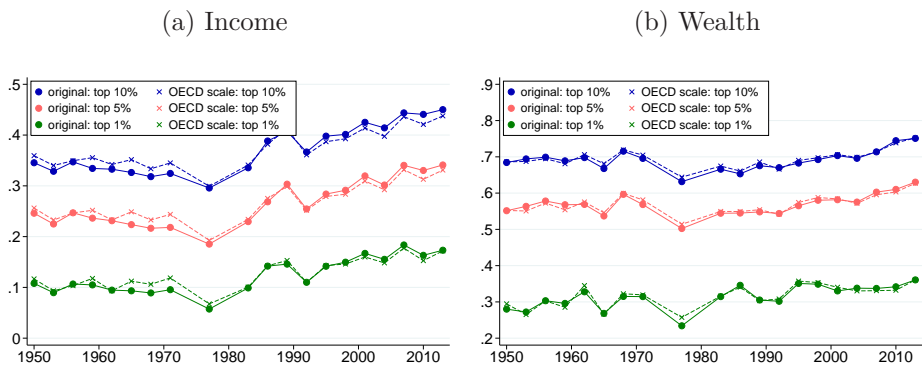 (a) Income
(b) Wealth
.5
.4
.3
.2
.1
0
original: top 10% OECD scale: top 10%
original: top 5% OECD scale: top 5%
original: top 1% OECD scale: top 1%
1950 1960 1970 1980 1990 2000 2010
.9
.8
.7
.6
.5
.4
.3
.2
original: top 10% OECD scale: top 10%
original: top 5% OECD scale: top 5%
original: top 1% OECD scale: top 1%
1950 1960 1970 1980 1990 2000 2010